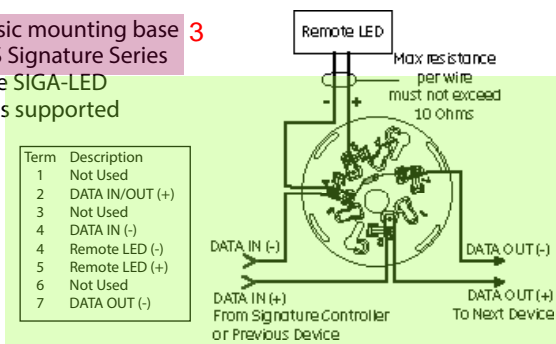 sic mounting base 3
Signature Series
SIGA-LED
s supported
Remote LED
Max resistance
per wire
must not exceed
10 Ohms
- +
Term Description
1 Not Used
2 DATA IN/OUT (+)
3 Not Used
4 DATA IN (-)
4 Remote LED (-)
5 Remote LED (+)
6 Not Used
7 DATA OUT (-)
DATA IN (-)
DATA OUT (-)
DATA IN (+)
From Signature Controller
or Previous Device
DATA OUT (+)
To Next Device